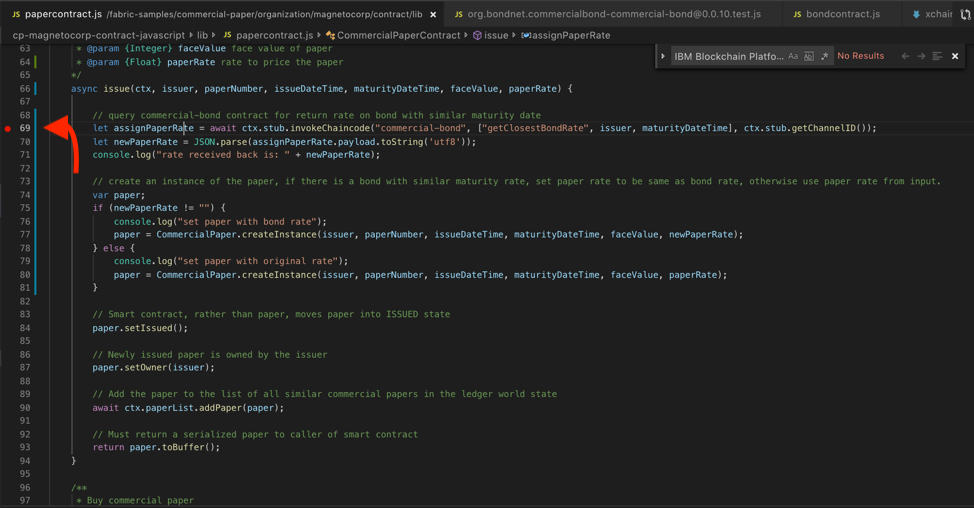 JS papercontract.js /fabric-samples/commercial-paper/organization/magnetocorp/contract/lib × JS org.bondnet.commercialbond-commercial-bond@0.0.10.test.js JS bondcontract.js xchair
cp-magnetocorp-contract-javascript › lib › JS papercontract.js › CommercialPaperContract › issue › assignPaperRate
IBM Blockchain Platfo... Aa Ab .* No Results
63 * @param {Integer} faceValue face value of paper
64 * @param {Float} paperRate rate to price the paper
65 */
66 async issue(ctx, issuer, paperNumber, issueDateTime, maturityDateTime, faceValue, paperRate) {
67
68 // query commercial-bond contract for return rate on bond with similar maturity date
69 let assignPaperRate = await ctx.stub.invokeChaincode("commercial-bond", ["getClosestBondRate", issuer, maturityDateTime], ctx.stub.getChannelID());
70 let newPaperRate = JSON.parse(assignPaperRate.payload.toString('utf8'));
71 console.log("rate received back is: " + newPaperRate);
72
73 // create an instance of the paper, if there is a bond with similar maturity rate, set paper rate to be same as bond rate, otherwise use paper rate from input.
74 var paper;
75 if (newPaperRate != "") {
76 console.log("set paper with bond rate");
77 paper = CommercialPaper.createInstance(issuer, paperNumber, issueDateTime, maturityDateTime, faceValue, newPaperRate);
78 } else {
79 console.log("set paper with original rate");
80 paper = CommercialPaper.createInstance(issuer, paperNumber, issueDateTime, maturityDateTime, faceValue, paperRate);
81 }
82
83 // Smart contract, rather than paper, moves paper into ISSUED state
84 paper.setIssued();
85
86 // Newly issued paper is owned by the issuer
87 paper.setOwner(issuer);
88
89 // Add the paper to the list of all similar commercial papers in the ledger world state
90 await ctx.paperList.addPaper(paper);
91
92 // Must return a serialized paper to caller of smart contract
93 return paper.toBuffer();
94 }
95
96 /**
97 * Buy commercial paper